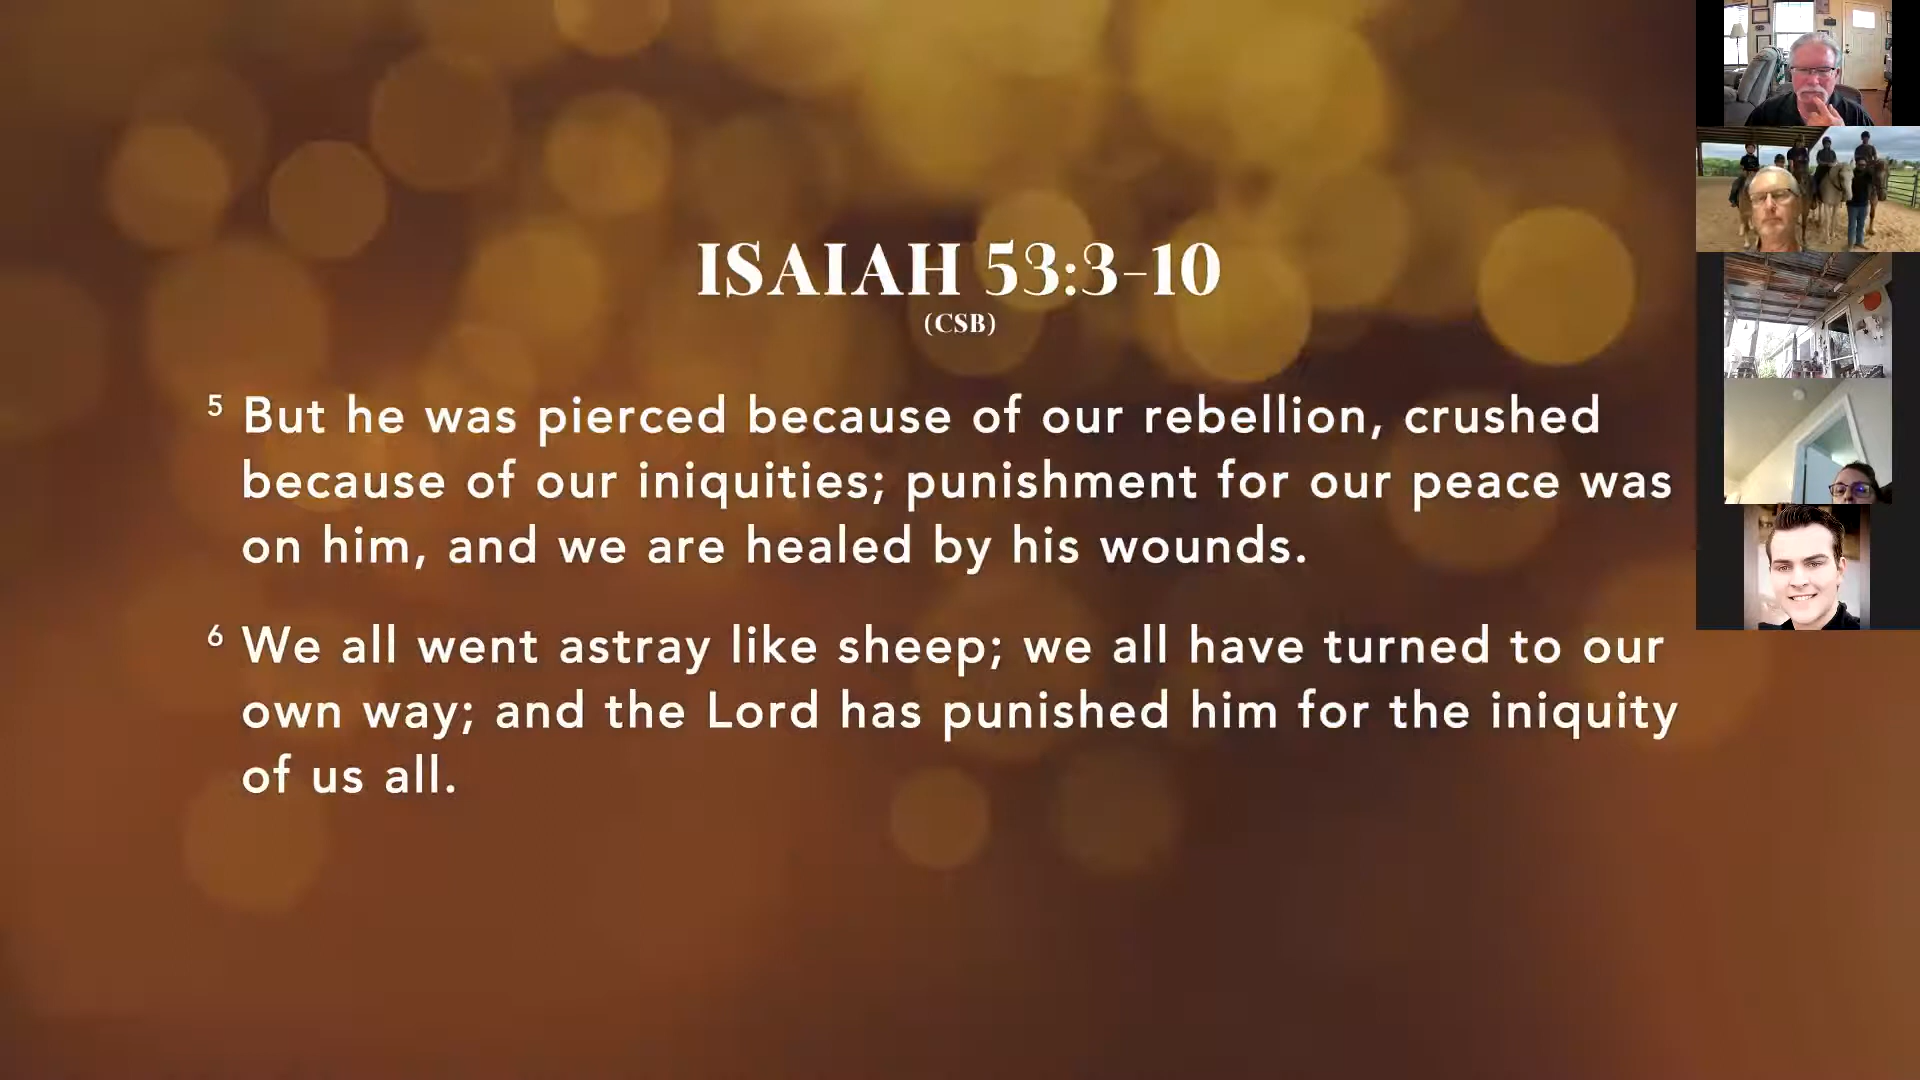 ISAIAH 53:3-10
(CSB)
5 But he was pierced because of our rebellion, crushed
because of our iniquities; punishment for our peace was
on him, and we are healed by his wounds.
6 We all went astray like sheep; we all have turned to our
own way; and the Lord has punished him for the iniquity
of us all.